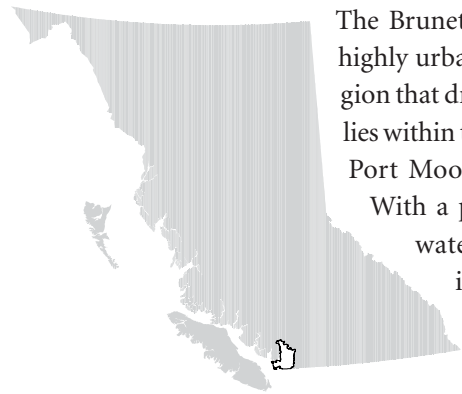 The Brunet
highly urba
gion that dr
lies within t
Port Moo
With a p
wate
i